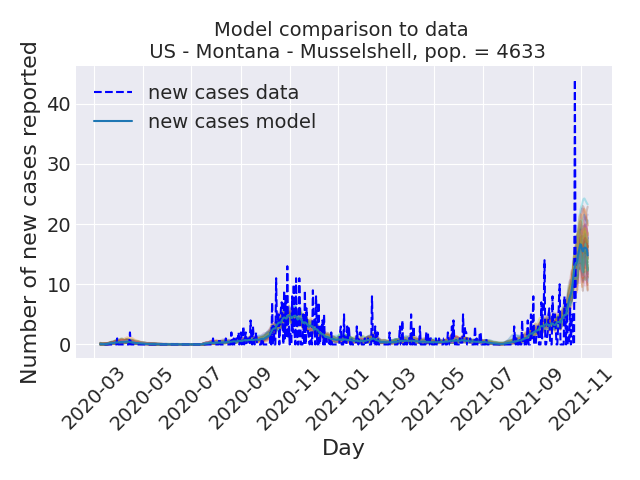 Model comparison to data
US - Montana - Musselshell, pop. = 4633
Number of new cases reported
new cases data
new cases model
40
30
20
10
0
2020-03
2020-05
2020-07
2020-09
2020-11
2021-01
2021-03
2021-05
2021-07
2021-09
2021-11
Day